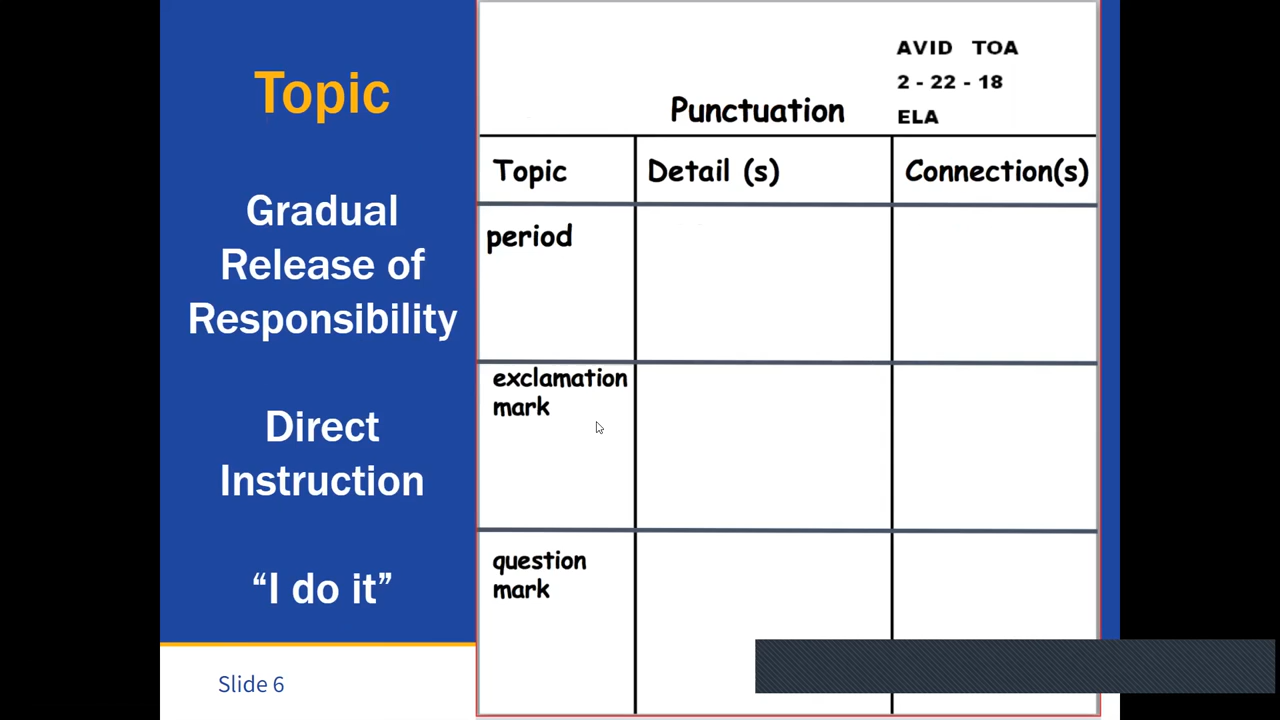 Topic
Gradual
Release of
Responsibility
Direct
Instruction
“I do it”
Slide 6
AVID TOA
2 - 22 - 18
ELA
Punctuation
Topic
Detail (s)
Connection(s)
period
exclamation
mark
question
mark